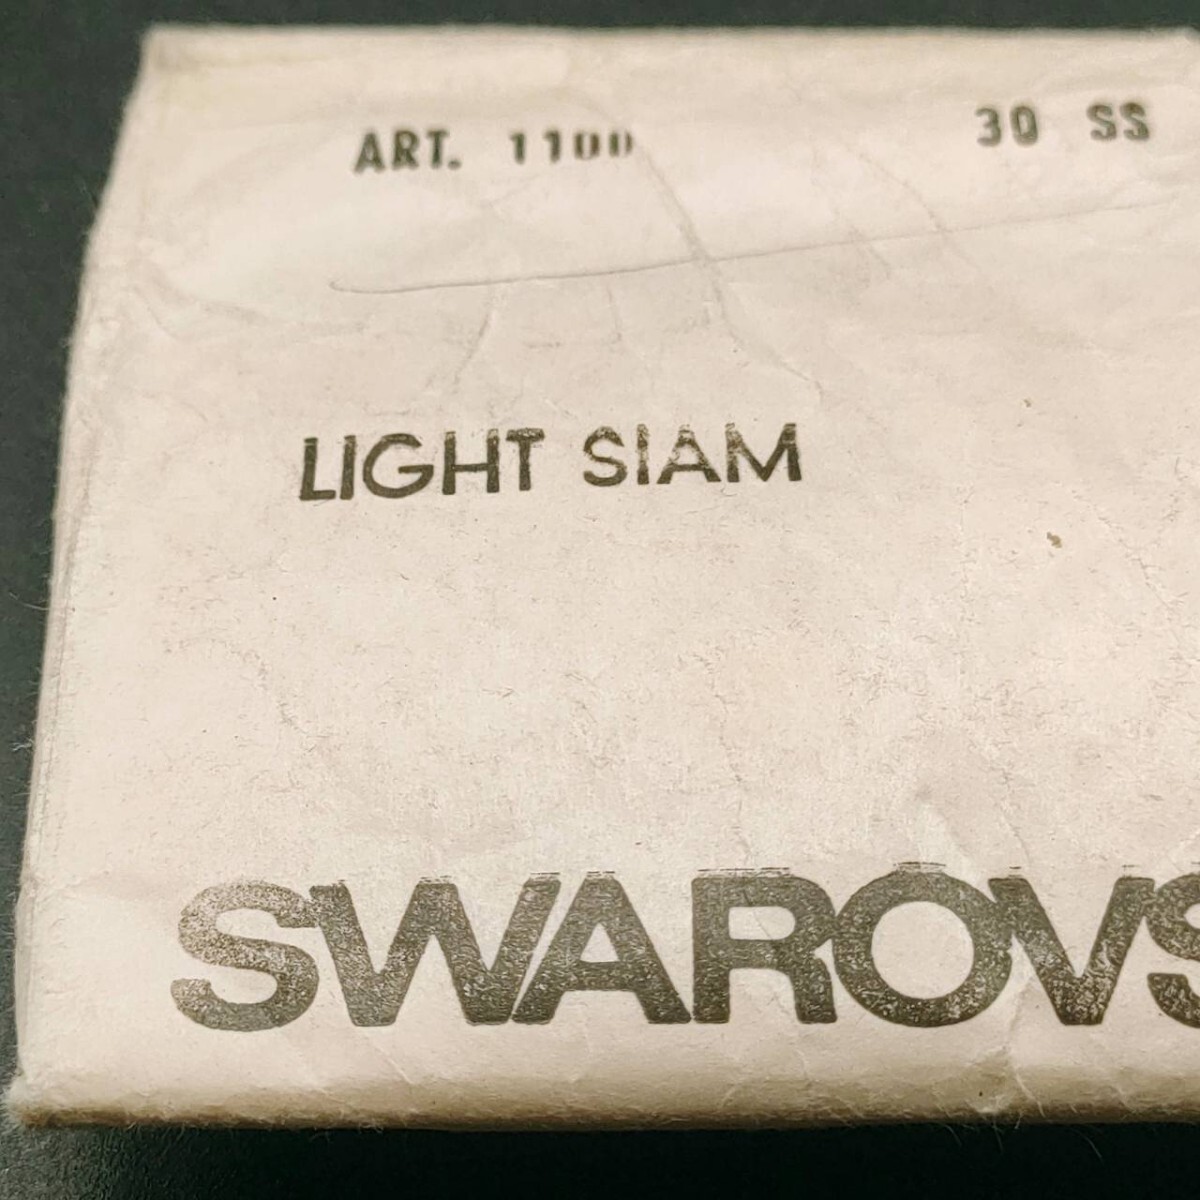 ART. 1100 30 SS
LIGHT SIAM
SWAROVS